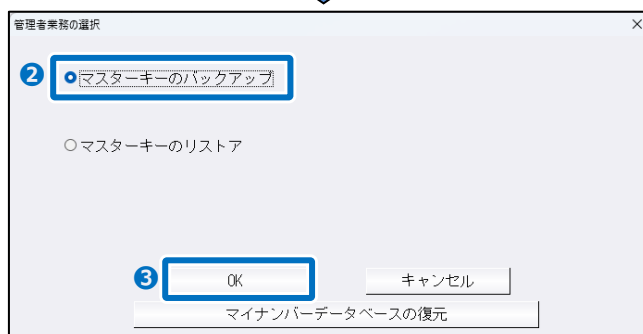 管理者業務の選択
❷ マスターキーのバックアップ
マスターキーのリストア
❸ OK キャンセル
マイナンバーデータベースの復元